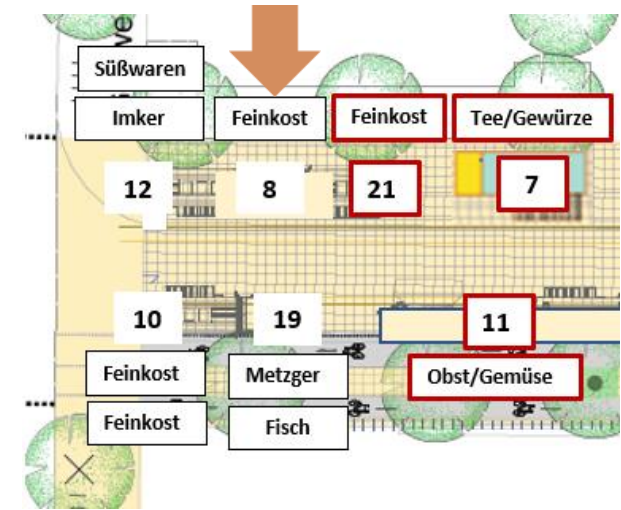 ve
Süßwaren
Imker
Feinkost
Feinkost
Tee/Gewürze
12
8
21
7
10
19
11
Feinkost
Metzger
Obst/Gemüse
Feinkost
Fisch